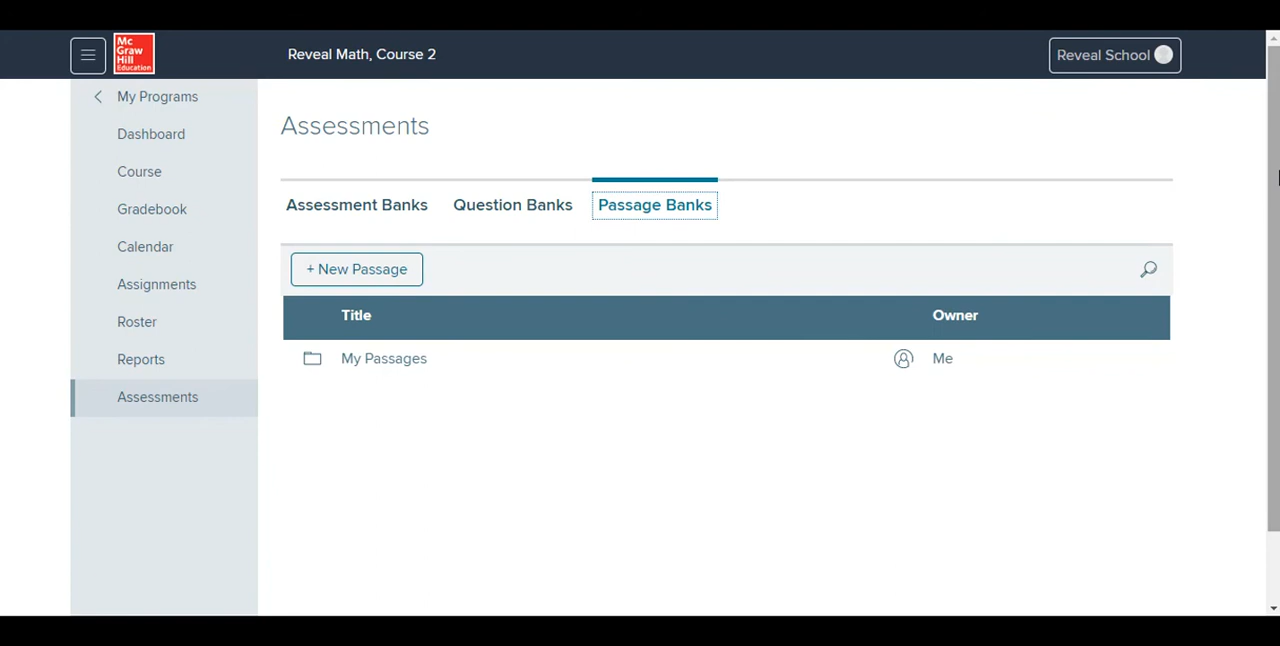 Mc
Graw
Hill
Education
Reveal Math, Course 2
Reveal School
My Programs
Dashboard
Course
Gradebook
Calendar
Assignments
Roster
Reports
Assessments
Assessments
Assessment Banks Question Banks Passage Banks
+ New Passage
Title Owner
My Passages Me